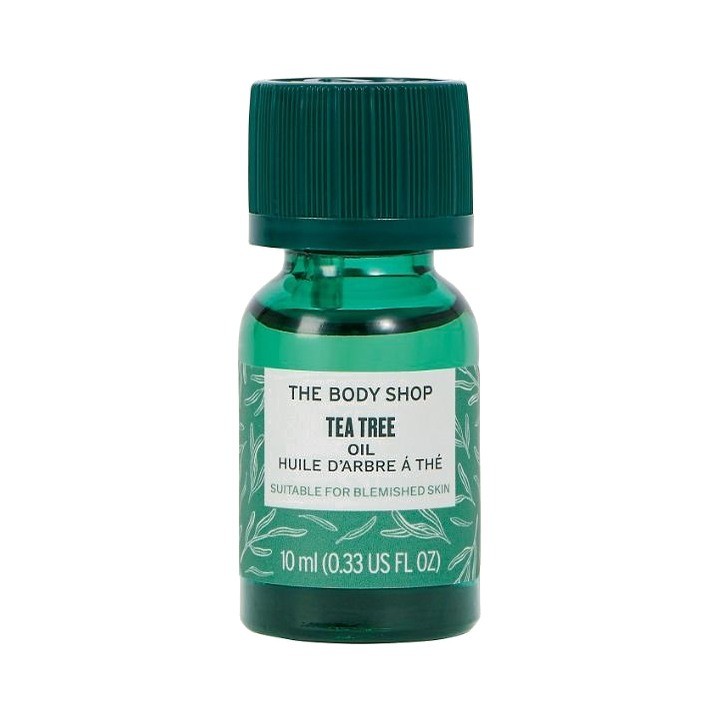 THE BODY SHOP
TEA TREE
OIL
HUILE D'ARBRE Á THÉ
SUITABLE FOR BLEMISHED SKIN
10 ml (0.33 US FL OZ)